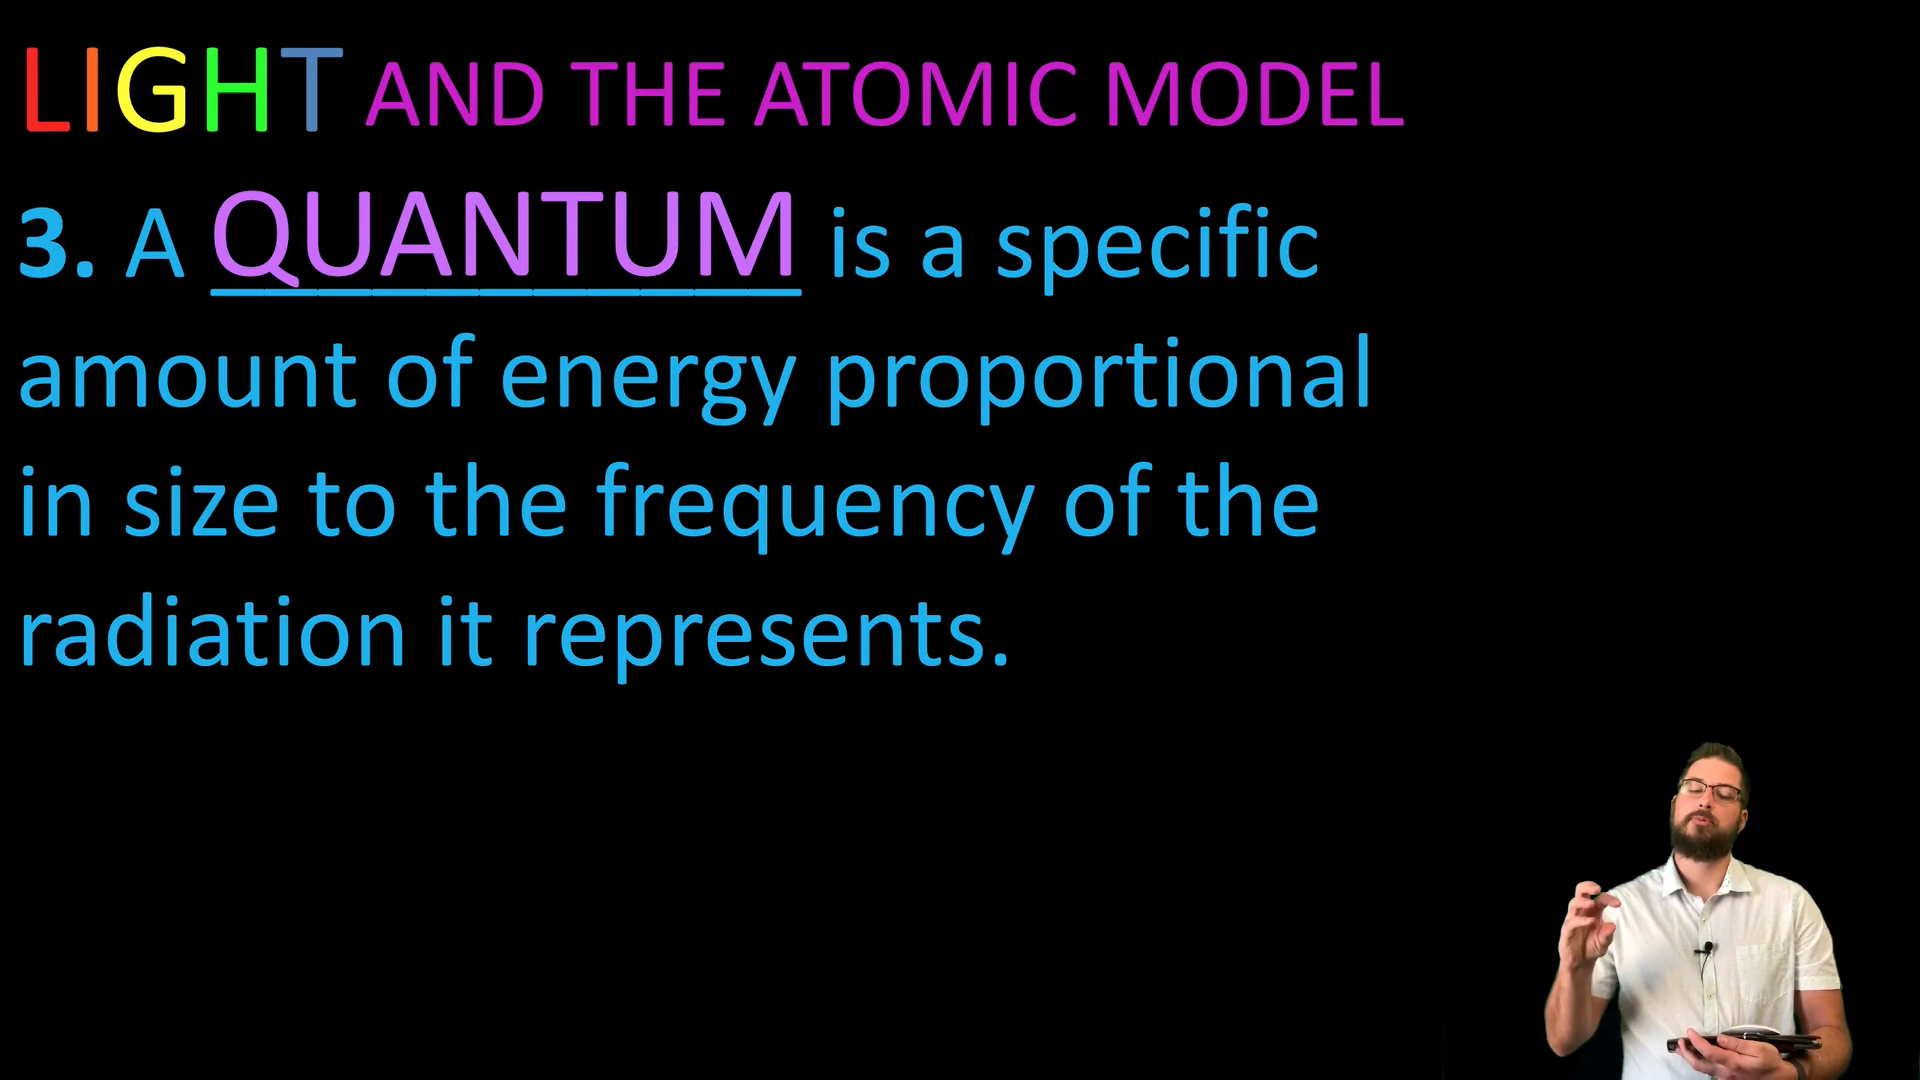 LIGHT AND THE ATOMIC MODEL
3. A QUANTUM is a specific
amount of energy proportional
in size to the frequency of the
radiation it represents.